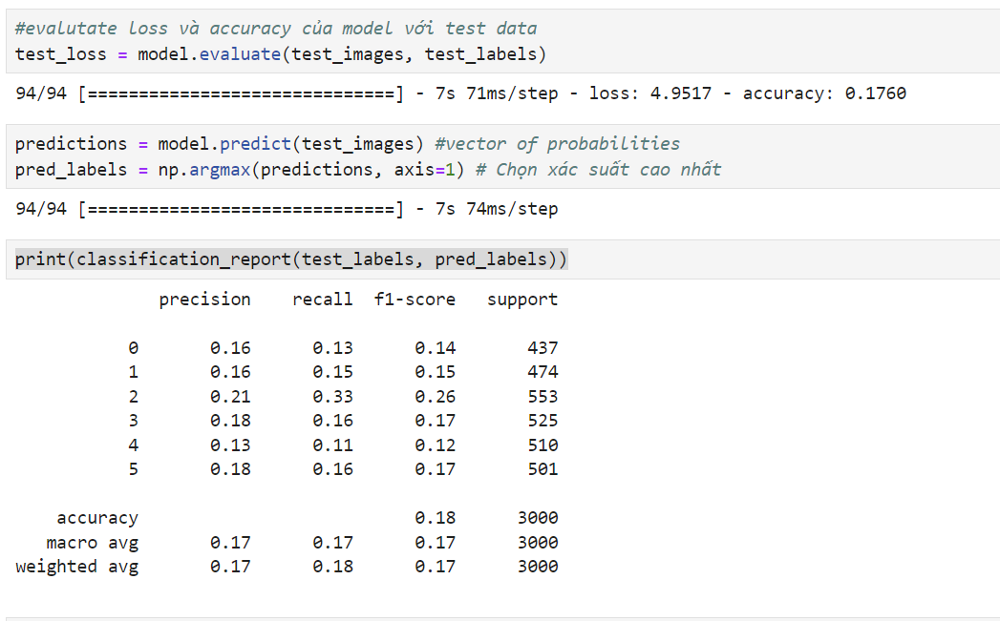 #evalutate loss và accuracy của model với test data
test_loss = model.evaluate(test_images, test_labels)
94/94 [==============================] - 7s 71ms/step - loss: 4.9517 - accuracy: 0.1760
predictions = model.predict(test_images) #vector of probabilities
pred_labels = np.argmax(predictions, axis=1) # Chọn xác suất cao nhất
94/94 [==============================] - 7s 74ms/step
print(classification_report(test_labels, pred_labels))
precision recall f1-score support
0 0.16 0.13 0.14 437
1 0.16 0.15 0.15 474
2 0.21 0.33 0.26 553
3 0.18 0.16 0.17 525
4 0.13 0.11 0.12 510
5 0.18 0.16 0.17 501
accuracy 0.18 3000
macro avg 0.17 0.17 0.17 3000
weighted avg 0.17 0.18 0.17 3000